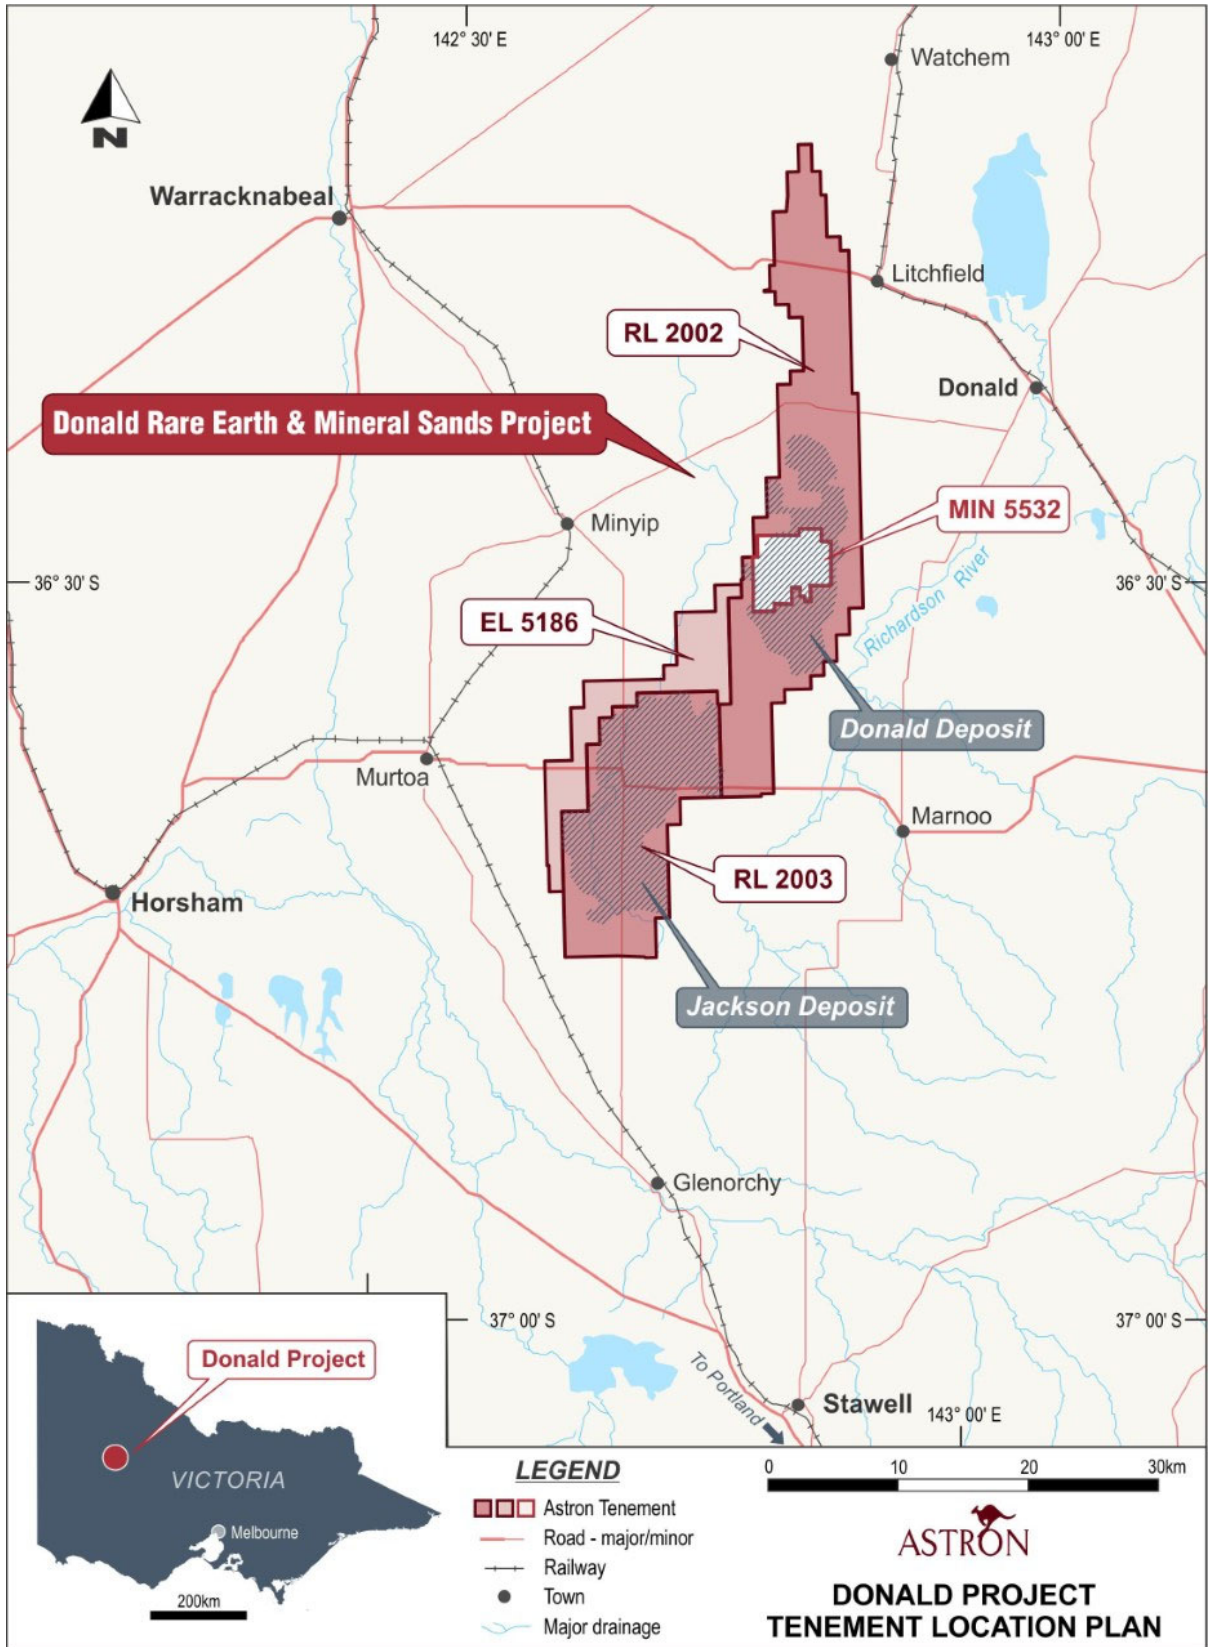 142° 30' E
143° 00' E
Watchem
N
Warracknabeal
Litchfield
RL 2002
Donald
Donald Rare Earth & Mineral Sands Project
MIN 5532
Minyip
36° 30' S
36° 30' S
Richardson River
EL 5186
Donald Deposit
Murtoa
Marnoo
RL 2003
Horsham
Jackson Deposit
Glenorchy
37° 00' S
37° 00' S
Donald Project
To Portland
Stawell
143° 00' E
VICTORIA
Melbourne
200km
LEGEND
Astron Tenement
Road - major/minor
Railway
Town
Major drainage
0 10 20 30km
ASTRON
DONALD PROJECT
TENEMENT LOCATION PLAN